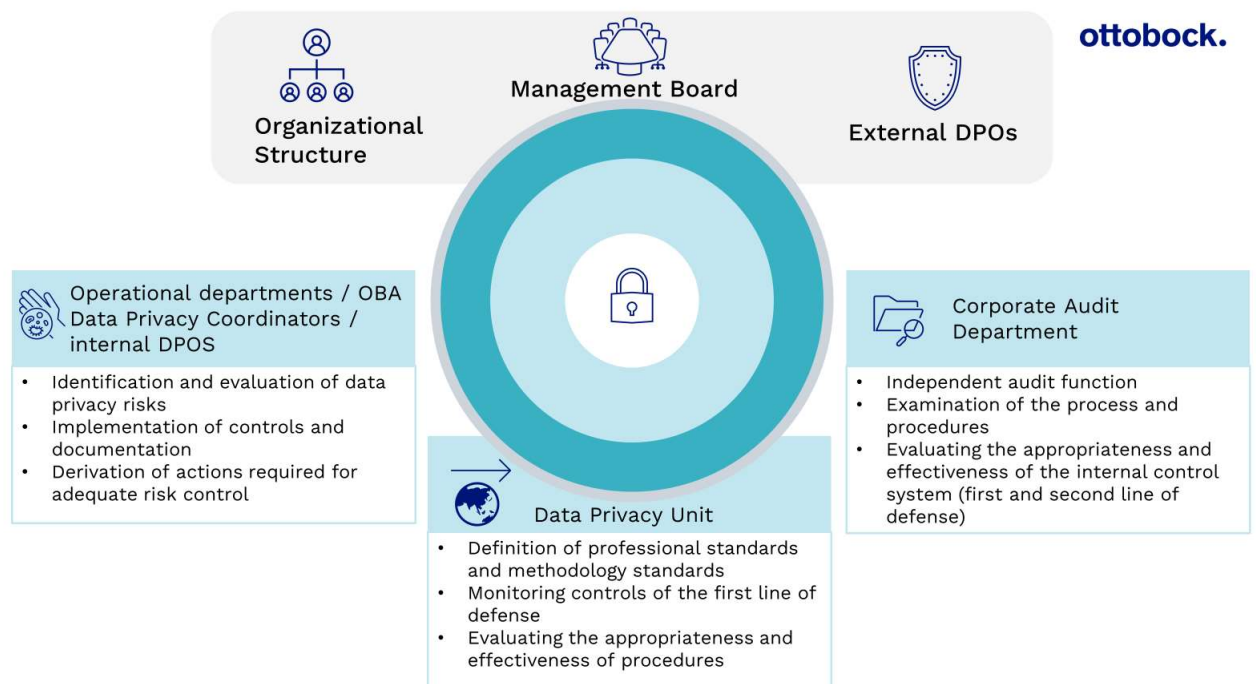 ottobock.
Management Board
Organizational
Structure
External DPOs
Operational departments / OBA
Data Privacy Coordinators /
internal DPOS
• Identification and evaluation of data
privacy risks
• Implementation of controls and
documentation
• Derivation of actions required for
adequate risk control
Data Privacy Unit
• Definition of professional standards
and methodology standards
• Monitoring controls of the first line of
defense
• Evaluating the appropriateness and
effectiveness of procedures
Corporate Audit
Department
• Independent audit function
• Examination of the process and
procedures
• Evaluating the appropriateness and
effectiveness of the internal control
system (first and second line of
defense)